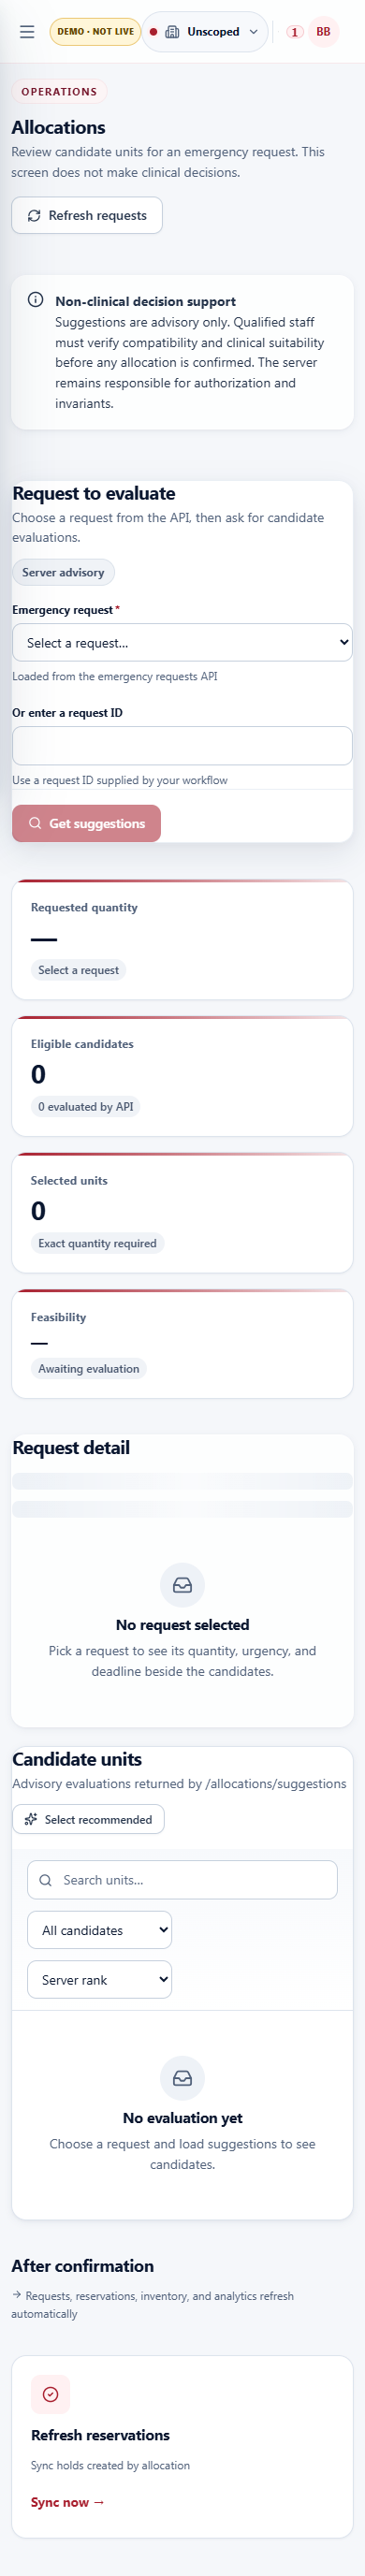 DEMO • NOT LIVE
Unscoped
1
BB
OPERATIONS
Allocations
Review candidate units for an emergency request. This
screen does not make clinical decisions.
Refresh requests
Non-clinical decision support
Suggestions are advisory only. Qualified staff
must verify compatibility and clinical suitability
before any allocation is confirmed. The server
remains responsible for authorization and
invariants.
Request to evaluate
Choose a request from the API, then ask for candidate
evaluations.
Server advisory
Emergency request *
Select a request...
Loaded from the emergency requests API
Or enter a request ID
Use a request ID supplied by your workflow
Get suggestions
Requested quantity
—
Select a request
Eligible candidates
0
0 evaluated by API
Selected units
0
Exact quantity required
Feasibility
—
Awaiting evaluation
Request detail
No request selected
Pick a request to see its quantity, urgency, and
deadline beside the candidates.
Candidate units
Advisory evaluations returned by /allocations/suggestions
Select recommended
Search units...
All candidates
Server rank
No evaluation yet
Choose a request and load suggestions to see
candidates.
After confirmation
→ Requests, reservations, inventory, and analytics refresh
automatically
Refresh reservations
Sync holds created by allocation
Sync now →